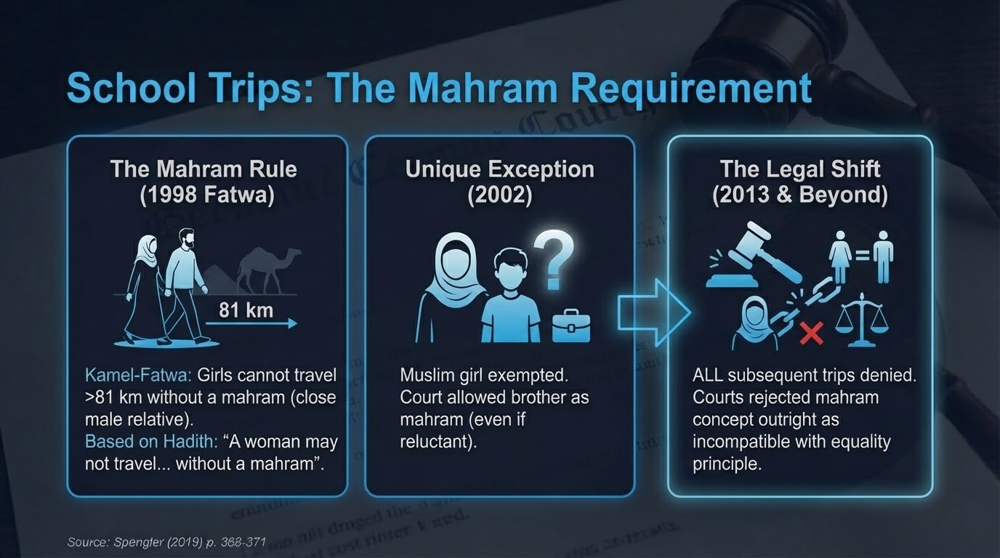 School Trips: The Mahram Requirement
The Mahram Rule
(1998 Fatwa)
81 km
Kamel-Fatwa: Girls cannot travel
>81 km without a mahram (close
male relative).
Based on Hadith: “A woman may
not travel... without a mahram”.
Unique Exception
(2002)
?
Muslim girl exempted.
Court allowed brother as
mahram (even if
reluctant).
The Legal Shift
(2013 & Beyond)
=
ALL subsequent trips denied.
Courts rejected mahram
concept outright as
incompatible with equality
principle.
Source: Spengler (2019) p. 368-371